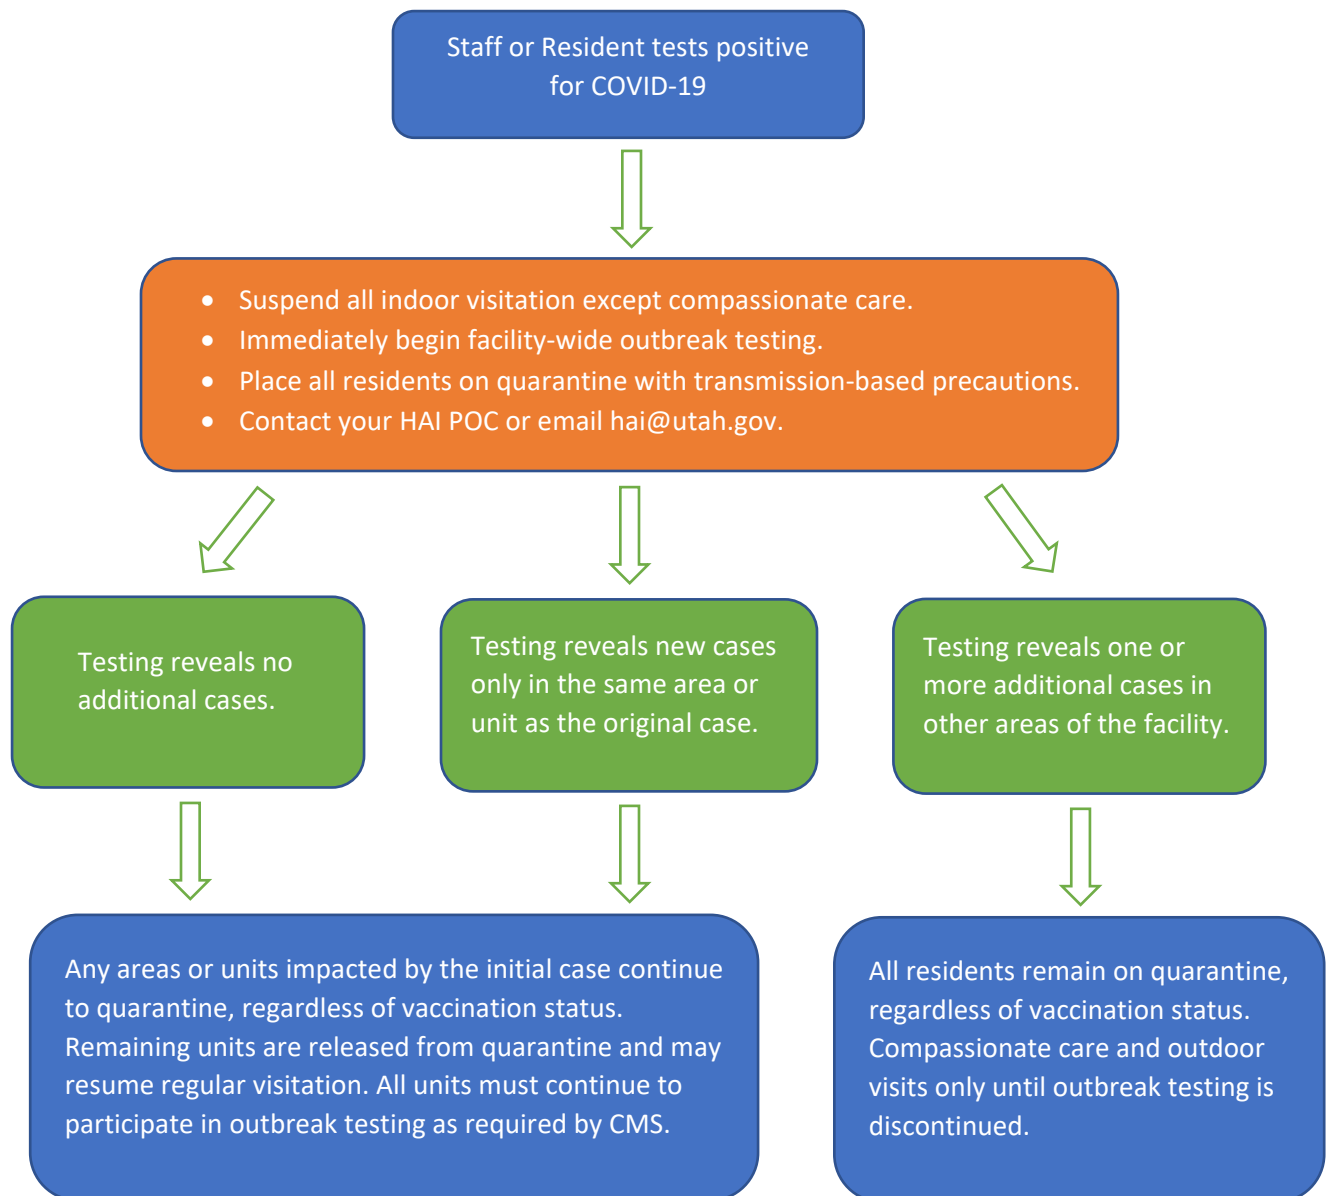 Staff or Resident tests positive
for COVID-19
• Suspend all indoor visitation except compassionate care.
• Immediately begin facility-wide outbreak testing.
• Place all residents on quarantine with transmission-based precautions.
• Contact your HAI POC or email hai@utah.gov.
Testing reveals no
additional cases.
Testing reveals new cases
only in the same area or
unit as the original case.
Testing reveals one or
more additional cases in
other areas of the facility.
Any areas or units impacted by the initial case continue
to quarantine, regardless of vaccination status.
Remaining units are released from quarantine and may
resume regular visitation. All units must continue to
participate in outbreak testing as required by CMS.
All residents remain on quarantine,
regardless of vaccination status.
Compassionate care and outdoor
visits only until outbreak testing is
discontinued.